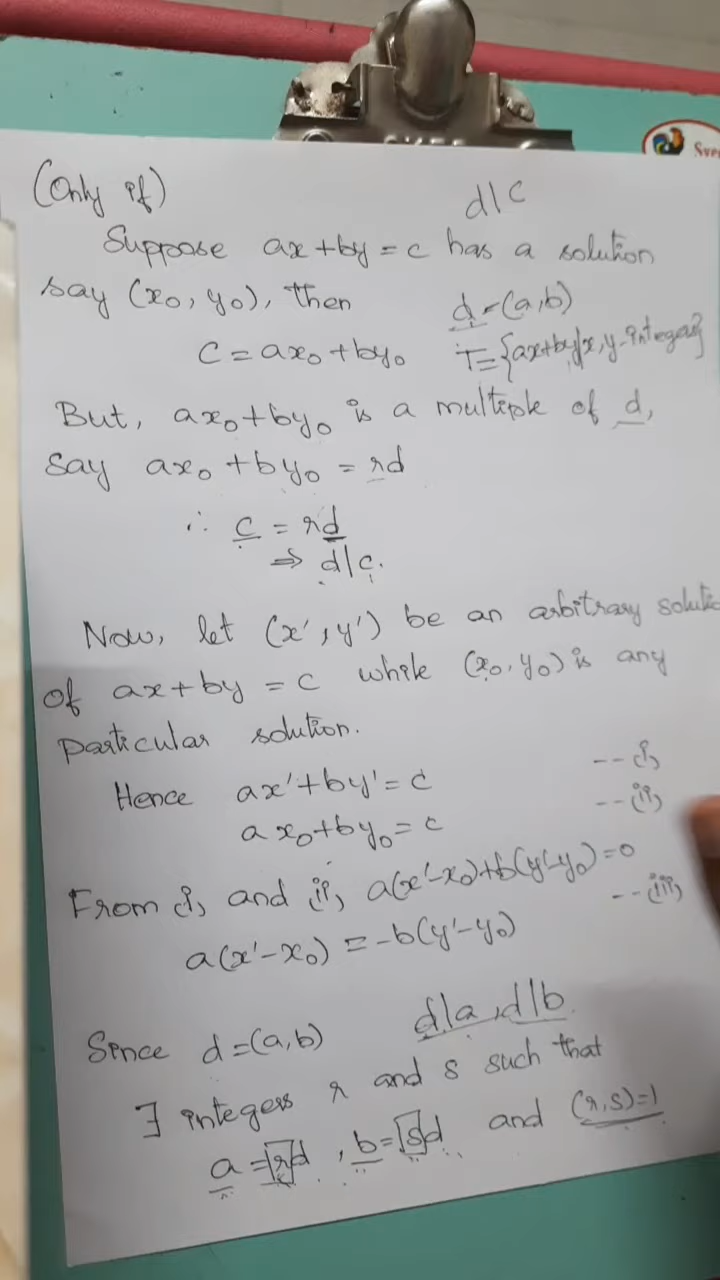 (Only if)
d|c
Suppose ax+by=c has a solution
say (x₀, y₀), then
d=(a,b)
c=ax₀+by₀
T={ax+by|x,y-integers}
But, ax₀+by₀ is a multiple of d,
say ax₀+by₀ = rd
∴ c = rd
⇒ d|c.
Now, let (x',y') be an arbitrary
of ax+by=c while (x₀,y₀) is any
particular solution.
Hence ax'+by'=c --(i)
ax₀+by₀=c --(ii)
From (i) and (ii), a(x'-x₀)+b(y'-y₀)=0
--(iii)
a(x'-x₀) = -b(y'-y₀)
Since d=(a,b) d|a, d|b
∃ integers r and s such that
a=rd, b=sd and (r,s)=1